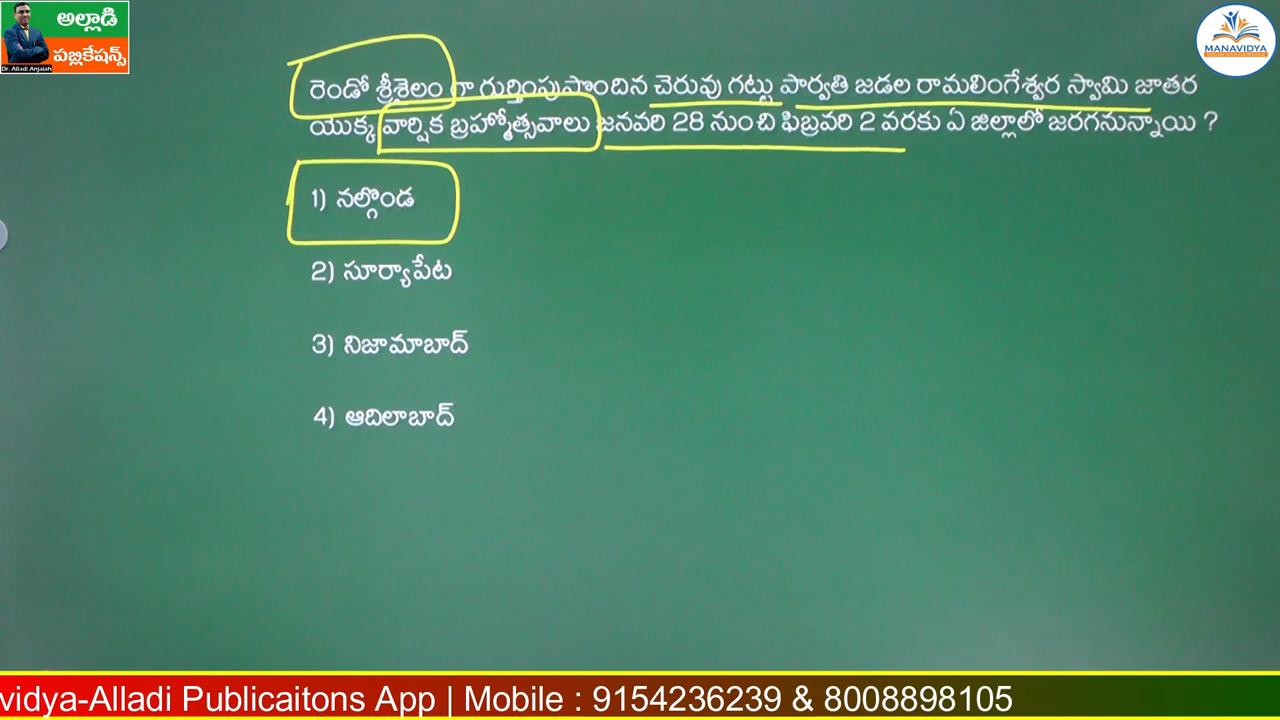 అల్లాడి
పబ్లికేషన్స్
Dr. Alladi Anjaiah
MANAVIDYA
రెండో శ్రీశైలం గా గుర్తింపుపొందిన చెరువు గట్టు పార్వతి జడల రామలింగేశ్వర స్వామి జాతర
యొక్క వార్షిక బ్రహ్మోత్సవాలు జనవరి 28 నుంచి ఫిబ్రవరి 2 వరకు ఏ జిల్లాలో జరగనున్నాయి ?
1) నల్గొండ
2) సూర్యాపేట
3) నిజామాబాద్
4) ఆదిలాబాద్
vidya-Alladi Publicaitons App | Mobile : 9154236239 & 8008898105